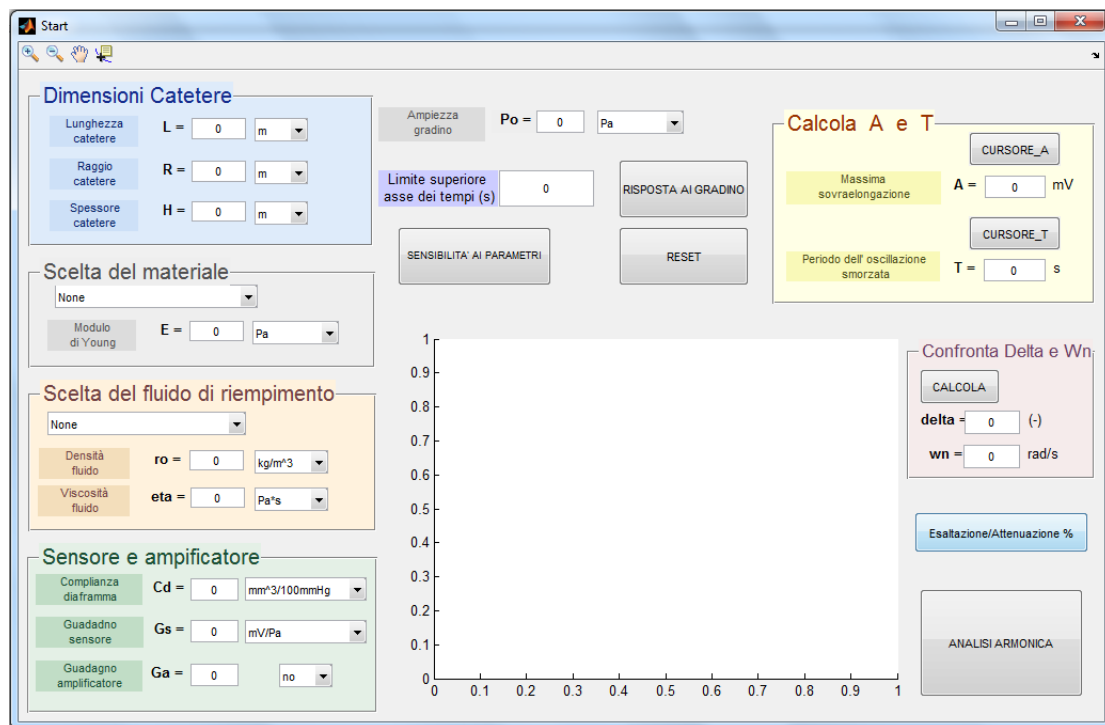 Start
Dimensioni Catetere
Lunghezza
catetere
L =
0
m
Raggio
catetere
R =
0
m
Spessore
catetere
H =
0
m
Scelta del materiale
None
Modulo
di Young
E =
0
Pa
Scelta del fluido di riempimento
None
Densità
fluido
ro =
0
kg/m^3
Viscosità
fluido
eta =
0
Pa*s
Sensore e ampificatore
Complianza
diaframma
Cd =
0
mm^3/100mmHg
Guadadno
sensore
Gs =
0
mV/Pa
Guadagno
amplificatore
Ga =
0
no
Ampiezza
gradino
Po =
0
Pa
Limite superiore
asse dei tempi (s)
0
RISPOSTA AI GRADINO
SENSIBILITA' AI PARAMETRI
RESET
Calcola A e T
CURSORE_A
Massima
sovraelongazione
A =
0
mV
CURSORE_T
Periodo dell' oscillazione
smorzata
T =
0
s
1
0.9
0.8
0.7
0.6
0.5
0.4
0.3
0.2
0.1
0
0 0.1 0.2 0.3 0.4 0.5 0.6 0.7 0.8 0.9 1
Confronta Delta e Wn
CALCOLA
delta =
0
(-)
wn =
0
rad/s
Esaltazione/Attenuazione %
ANALISI ARMONICA